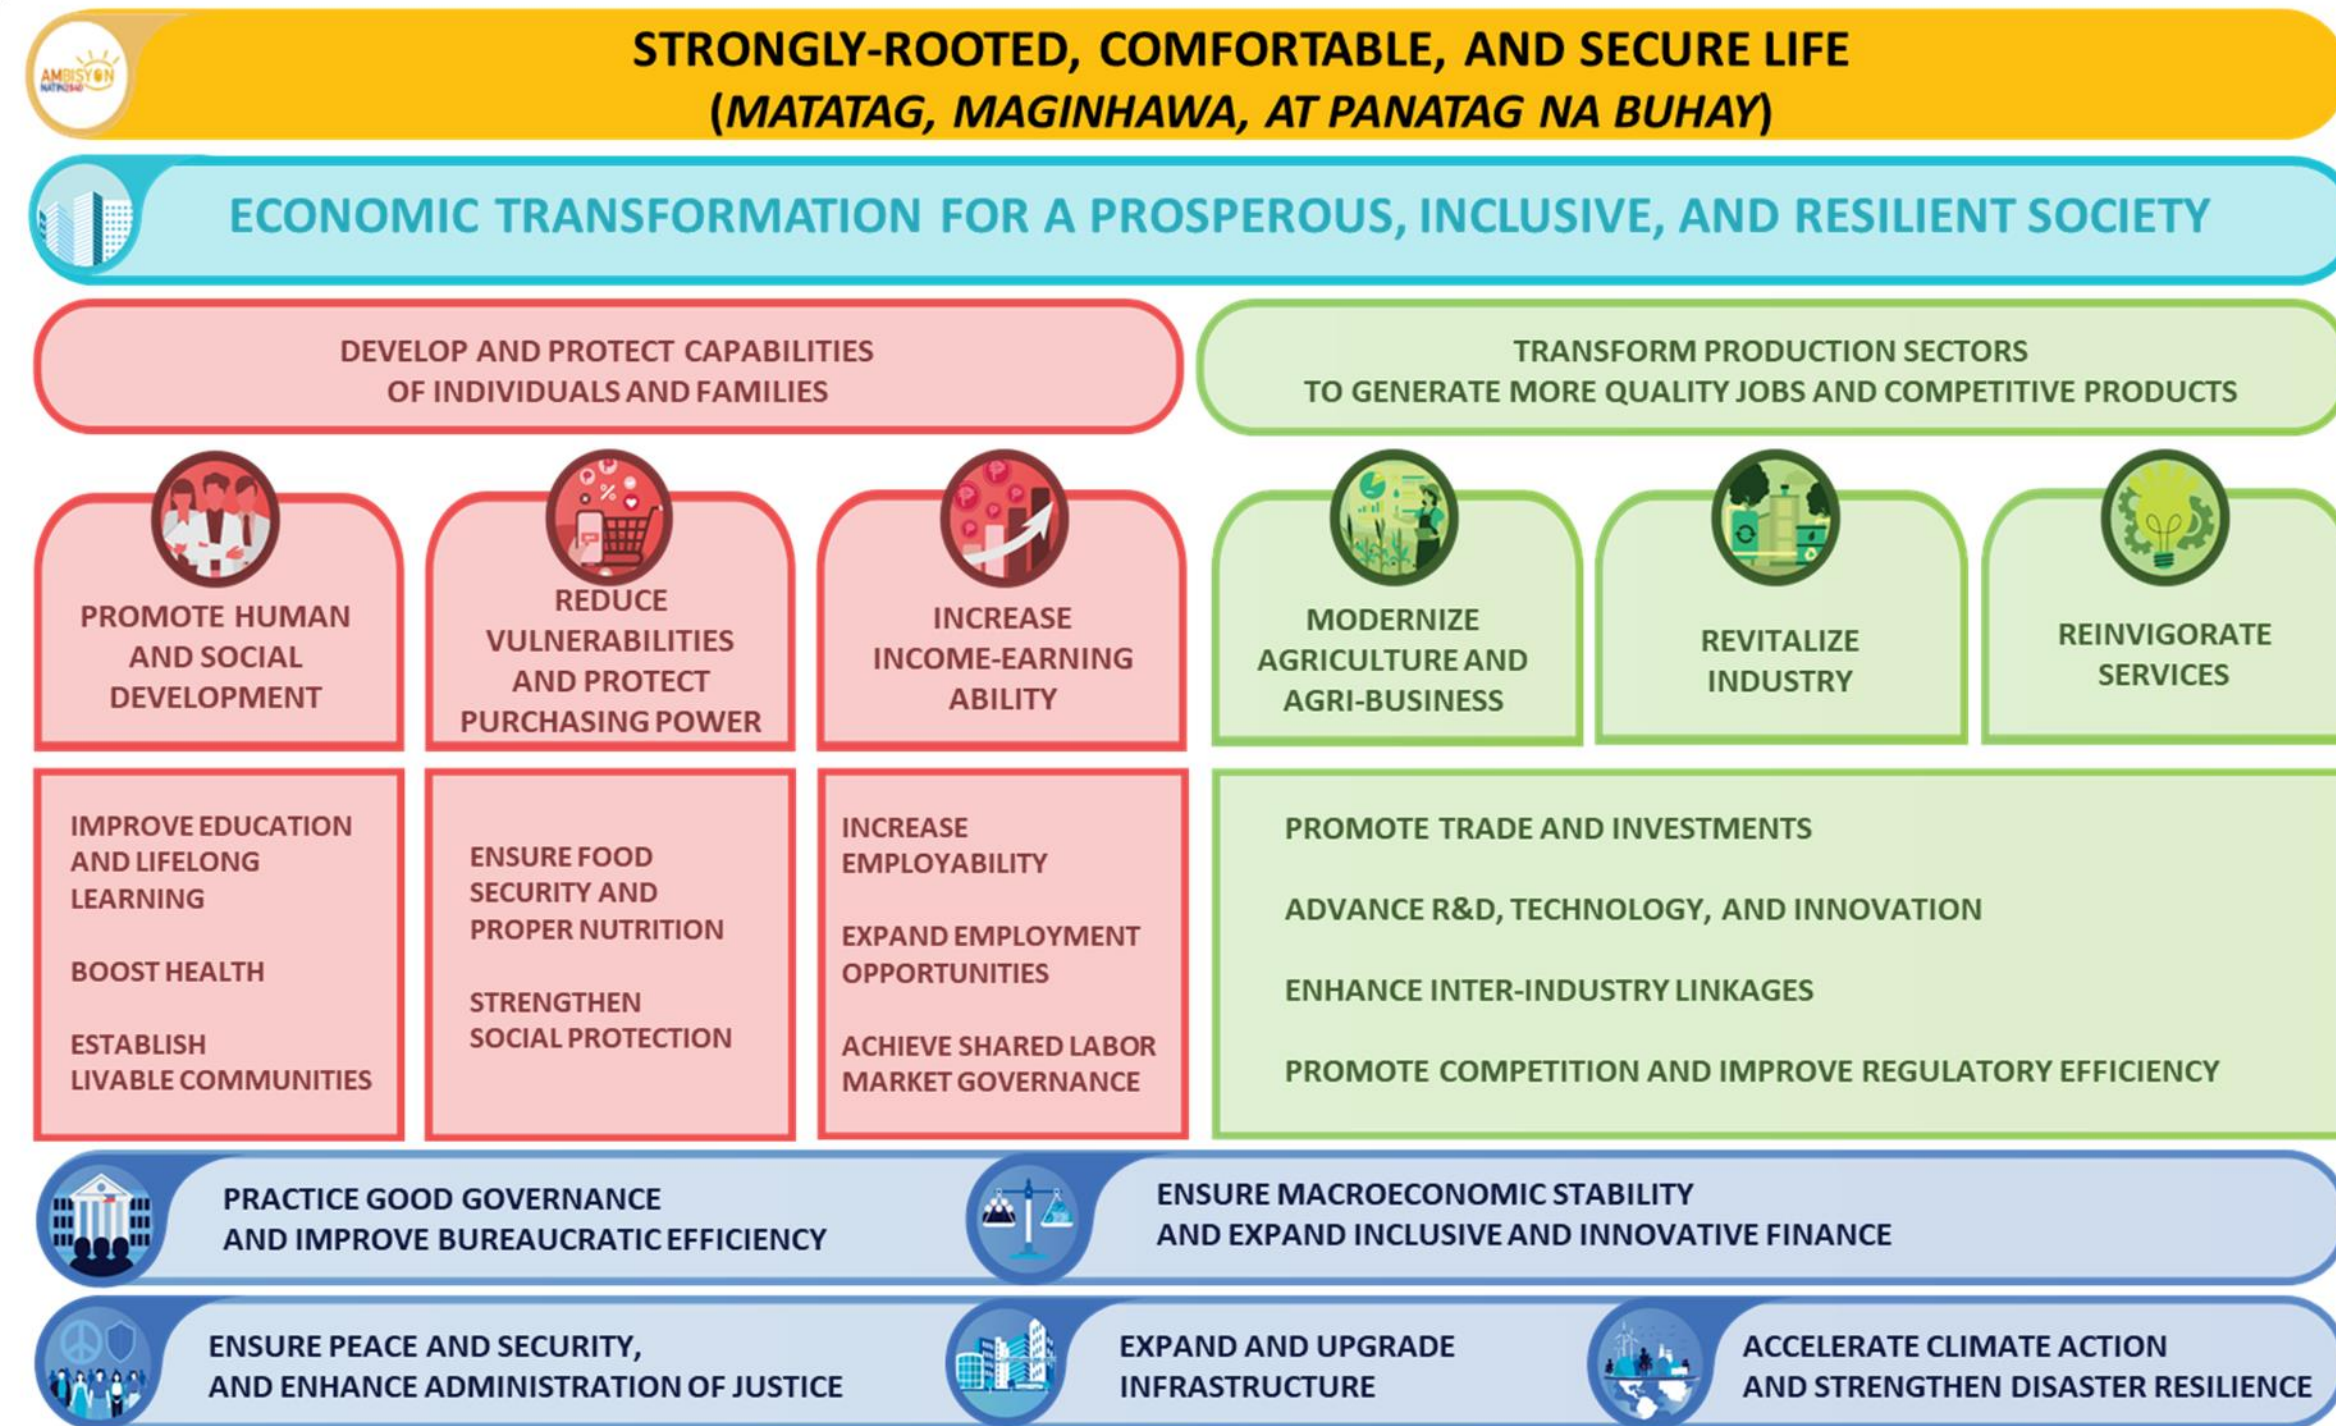 AMBISYON
NATIN2040
STRONGLY-ROOTED, COMFORTABLE, AND SECURE LIFE
(MATATAG, MAGINHAWA, AT PANATAG NA BUHAY)
ECONOMIC TRANSFORMATION FOR A PROSPEROUS, INCLUSIVE, AND RESILIENT SOCIETY
DEVELOP AND PROTECT CAPABILITIES
OF INDIVIDUALS AND FAMILIES
TRANSFORM PRODUCTION SECTORS
TO GENERATE MORE QUALITY JOBS AND COMPETITIVE PRODUCTS
PROMOTE HUMAN
AND SOCIAL
DEVELOPMENT
REDUCE
VULNERABILITIES
AND PROTECT
PURCHASING POWER
INCREASE
INCOME-EARNING
ABILITY
MODERNIZE
AGRICULTURE AND
AGRI-BUSINESS
REVITALIZE
INDUSTRY
REINVIGORATE
SERVICES
IMPROVE EDUCATION
AND LIFELONG
LEARNING
BOOST HEALTH
ESTABLISH
LIVABLE COMMUNITIES
ENSURE FOOD
SECURITY AND
PROPER NUTRITION
STRENGTHEN
SOCIAL PROTECTION
INCREASE
EMPLOYABILITY
EXPAND EMPLOYMENT
OPPORTUNITIES
ACHIEVE SHARED LABOR
MARKET GOVERNANCE
PROMOTE TRADE AND INVESTMENTS
ADVANCE R&D, TECHNOLOGY, AND INNOVATION
ENHANCE INTER-INDUSTRY LINKAGES
PROMOTE COMPETITION AND IMPROVE REGULATORY EFFICIENCY
PRACTICE GOOD GOVERNANCE
AND IMPROVE BUREAUCRATIC EFFICIENCY
ENSURE MACROECONOMIC STABILITY
AND EXPAND INCLUSIVE AND INNOVATIVE FINANCE
ENSURE PEACE AND SECURITY,
AND ENHANCE ADMINISTRATION OF JUSTICE
EXPAND AND UPGRADE
INFRASTRUCTURE
ACCELERATE CLIMATE ACTION
AND STRENGTHEN DISASTER RESILIENCE